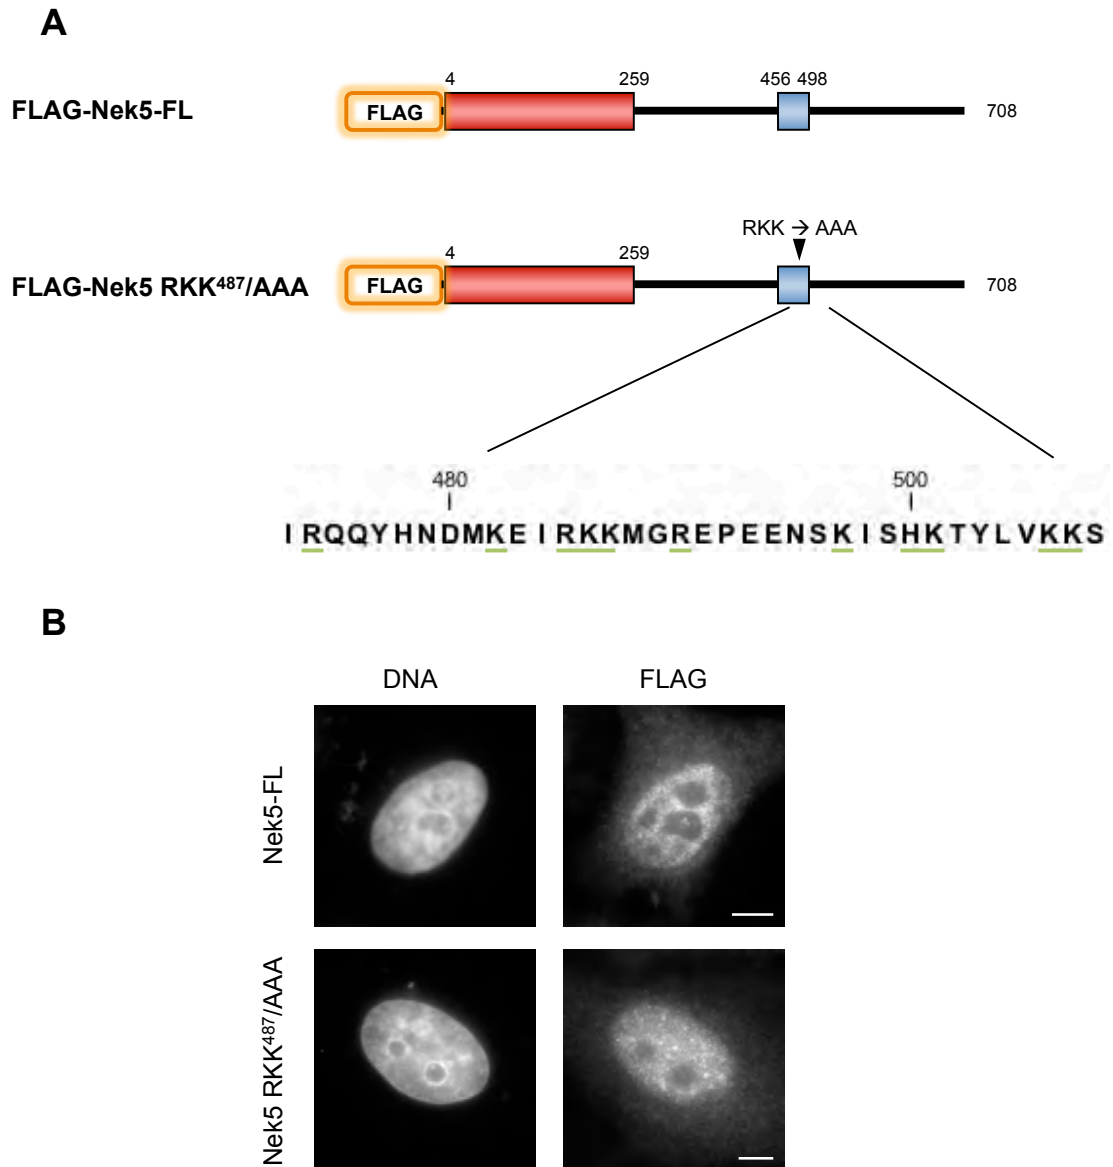 A
4 259 456 498
FLAG-Nek5-FL FLAG 708
RKK → AAA
4 259
FLAG-Nek5 RKK487/AAA FLAG 708
480 500
I RQQYHNDMKEIRKKMGREPEENSKISHKTYLVKKS
B
DNA FLAG
Nek5-FL
Nek5 RKK487/AAA